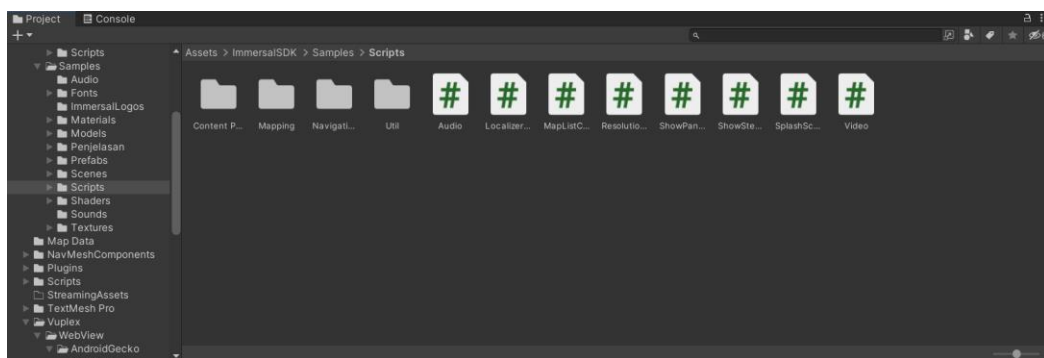 Project Console
Assets > ImmersalSDK > Samples > Scripts
Scripts
Samples
Audio
Fonts
ImmersalLogos
Materials
Models
Penjelasan
Prefabs
Scenes
Scripts
Shaders
Sounds
Textures
Map Data
NavMeshComponents
Plugins
Scripts
StreamingAssets
TextMesh Pro
Vuplex
WebView
AndroidGecko
Content P... Mapping Navigati... Util Audio Localizer... MapListC... Resolutio... ShowPan... ShowSte... SplashSc... Video